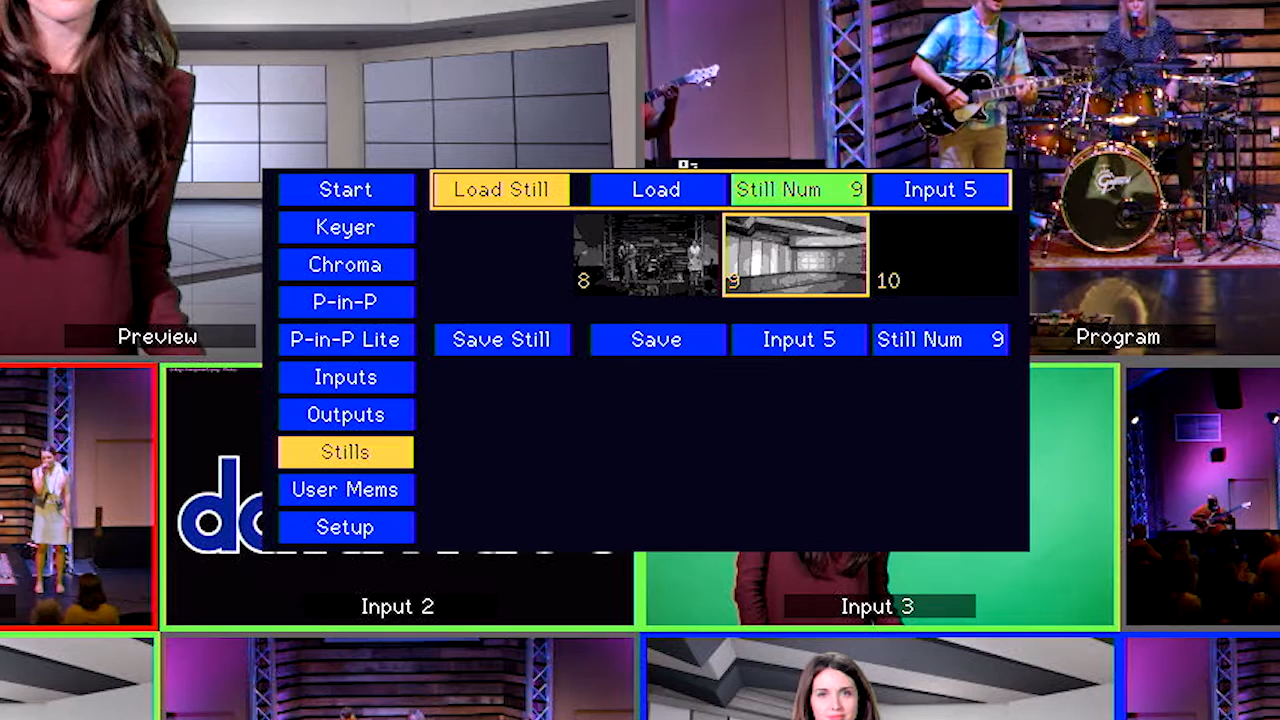 Start
Load Still Load Still Num 9 Input 5
Keyer
Chroma
8 9 10
P-in-P
Preview
P-in-P Lite Save Still Save Input 5 Still Num 9
Program
Inputs
Outputs
Stills
User Mems
Setup
Input 2
Input 3